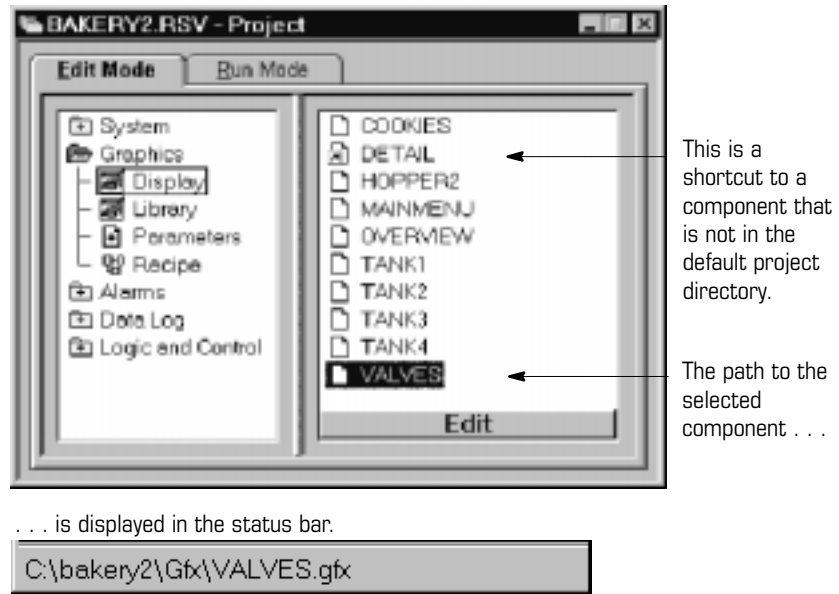 BAKERY2.RSV - Project
Edit Mode
Run Mode
System
Graphics
Display
Library
Parameters
Recipe
Alarms
Data Log
Logic and Control
COOKIES
DETAIL
HOPPER2
MAINMENU
OVERVIEW
TANK1
TANK2
TANK3
TANK4
VALVES
Edit
This is a
shortcut to a
component that
is not in the
default project
directory.
The path to the
selected
component . . .
. . . is displayed in the status bar.
C:\bakery2\Gfx\VALVES.gfx